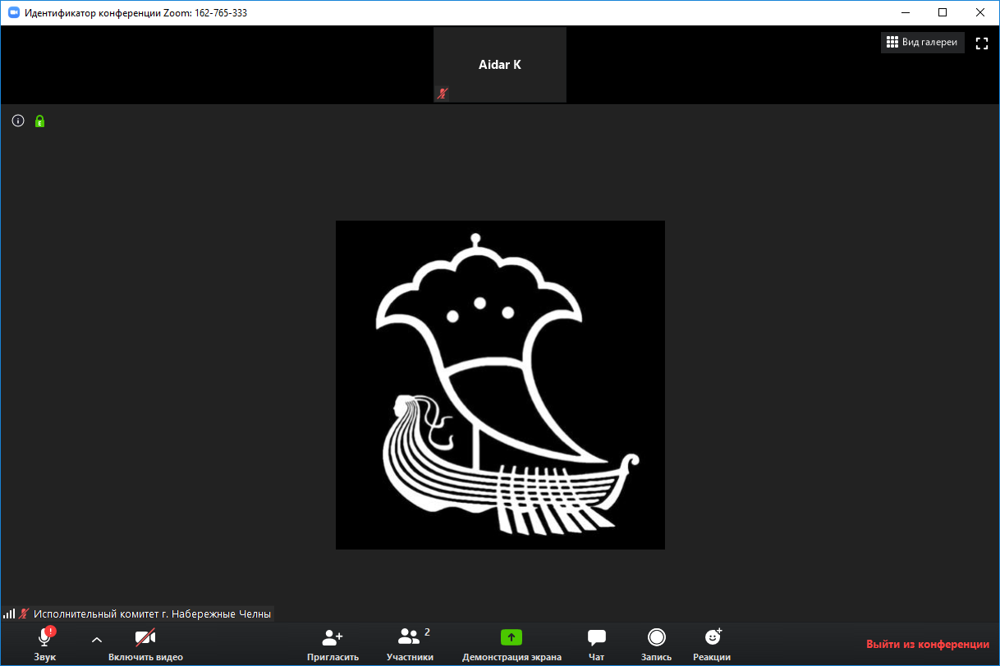 Идентификатор конференции Zoom: 162-765-333
Aidar K
Вид галереи
E
Исполнительный комитет г. Набережные Челны
2
Звук
Включить видео
Пригласить
Участники
Демонстрация экрана
Чат
Запись
Реакции
Выйти из конференции